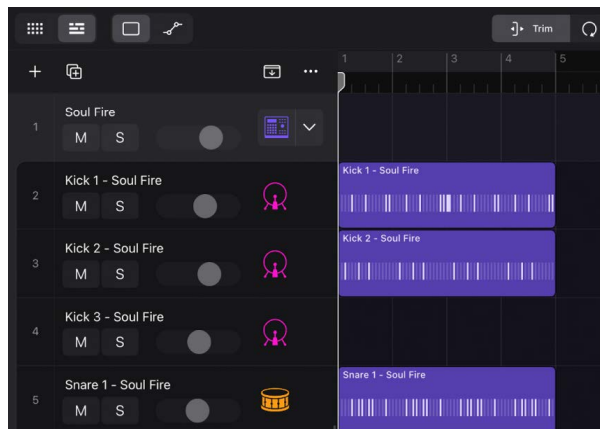 Trim
1 2 3 4 5
1
Soul Fire
M S
2
Kick 1 - Soul Fire
M S
Kick 1 - Soul Fire
3
Kick 2 - Soul Fire
M S
Kick 2 - Soul Fire
4
Kick 3 - Soul Fire
M S
5
Snare 1 - Soul Fire
M S
Snare 1 - Soul Fire